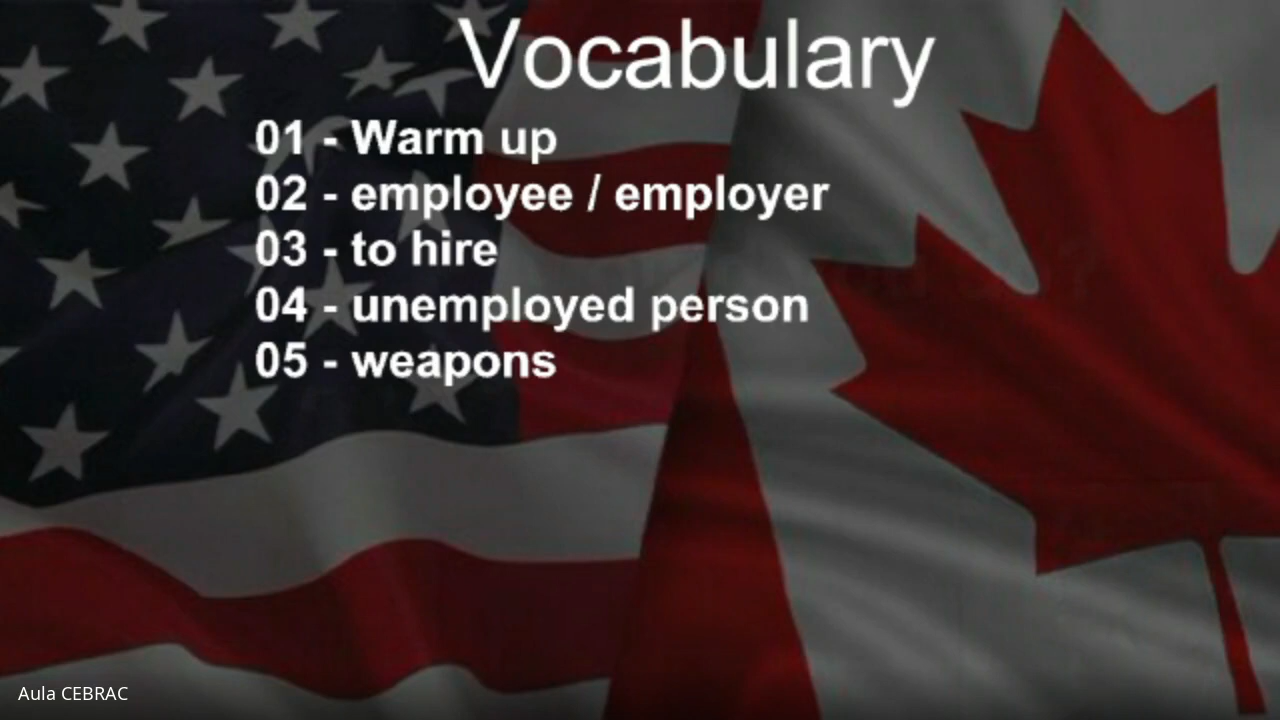 Vocabulary
01 - Warm up
02 - employee / employer
03 - to hire
04 - unemployed person
05 - weapons
Aula CEBRAC